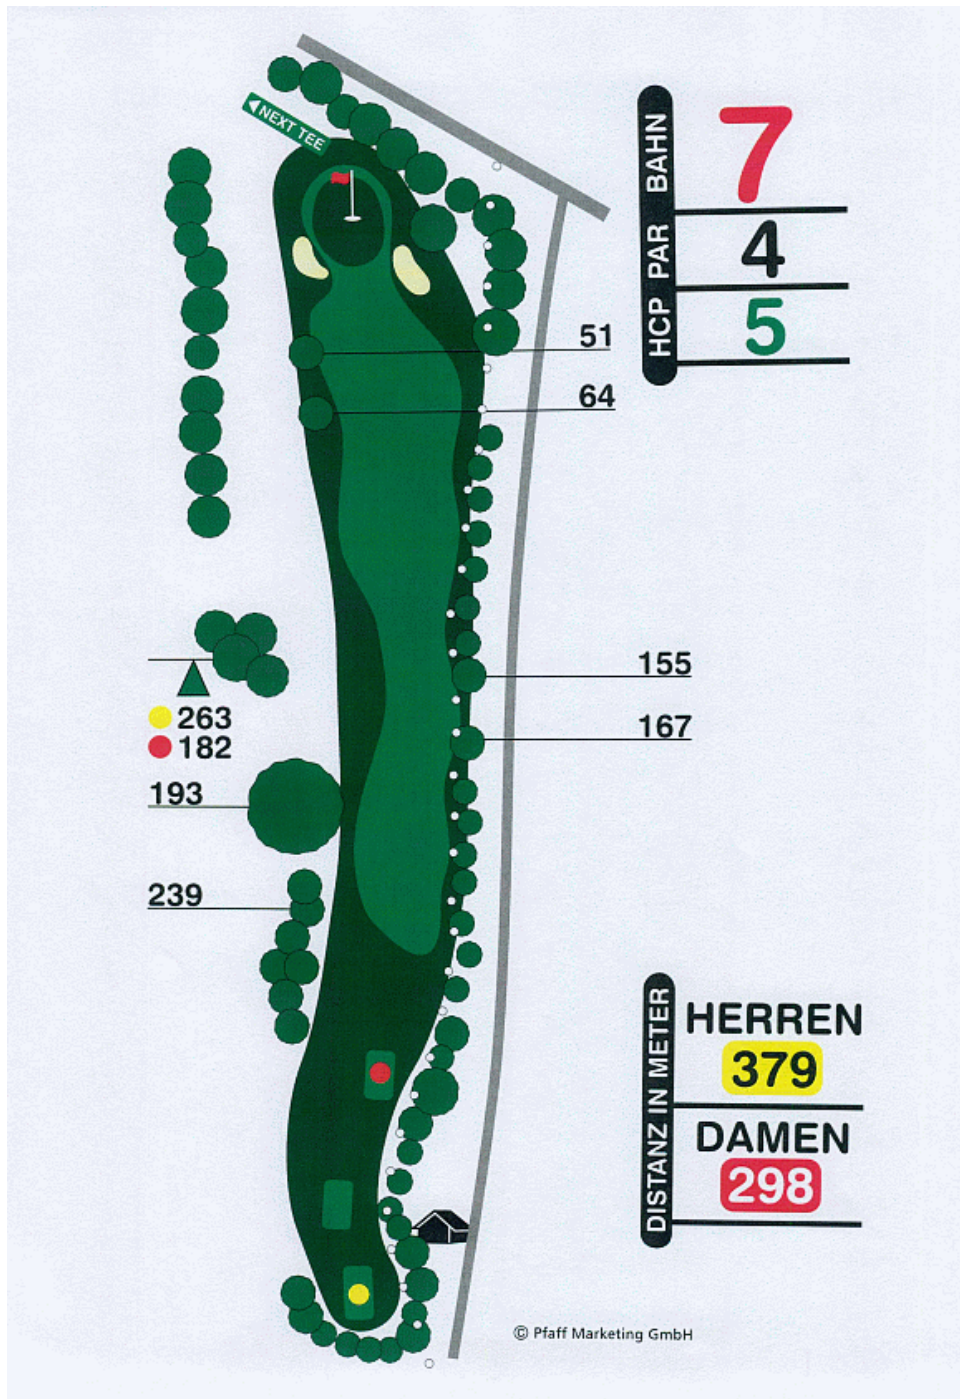 NEXT TEE
BAHN 7
PAR 4
HCP 5
51
64
155
167
263
182
193
239
DISTANZ IN METER
HERREN
379
DAMEN
298
© Pfaff Marketing GmbH